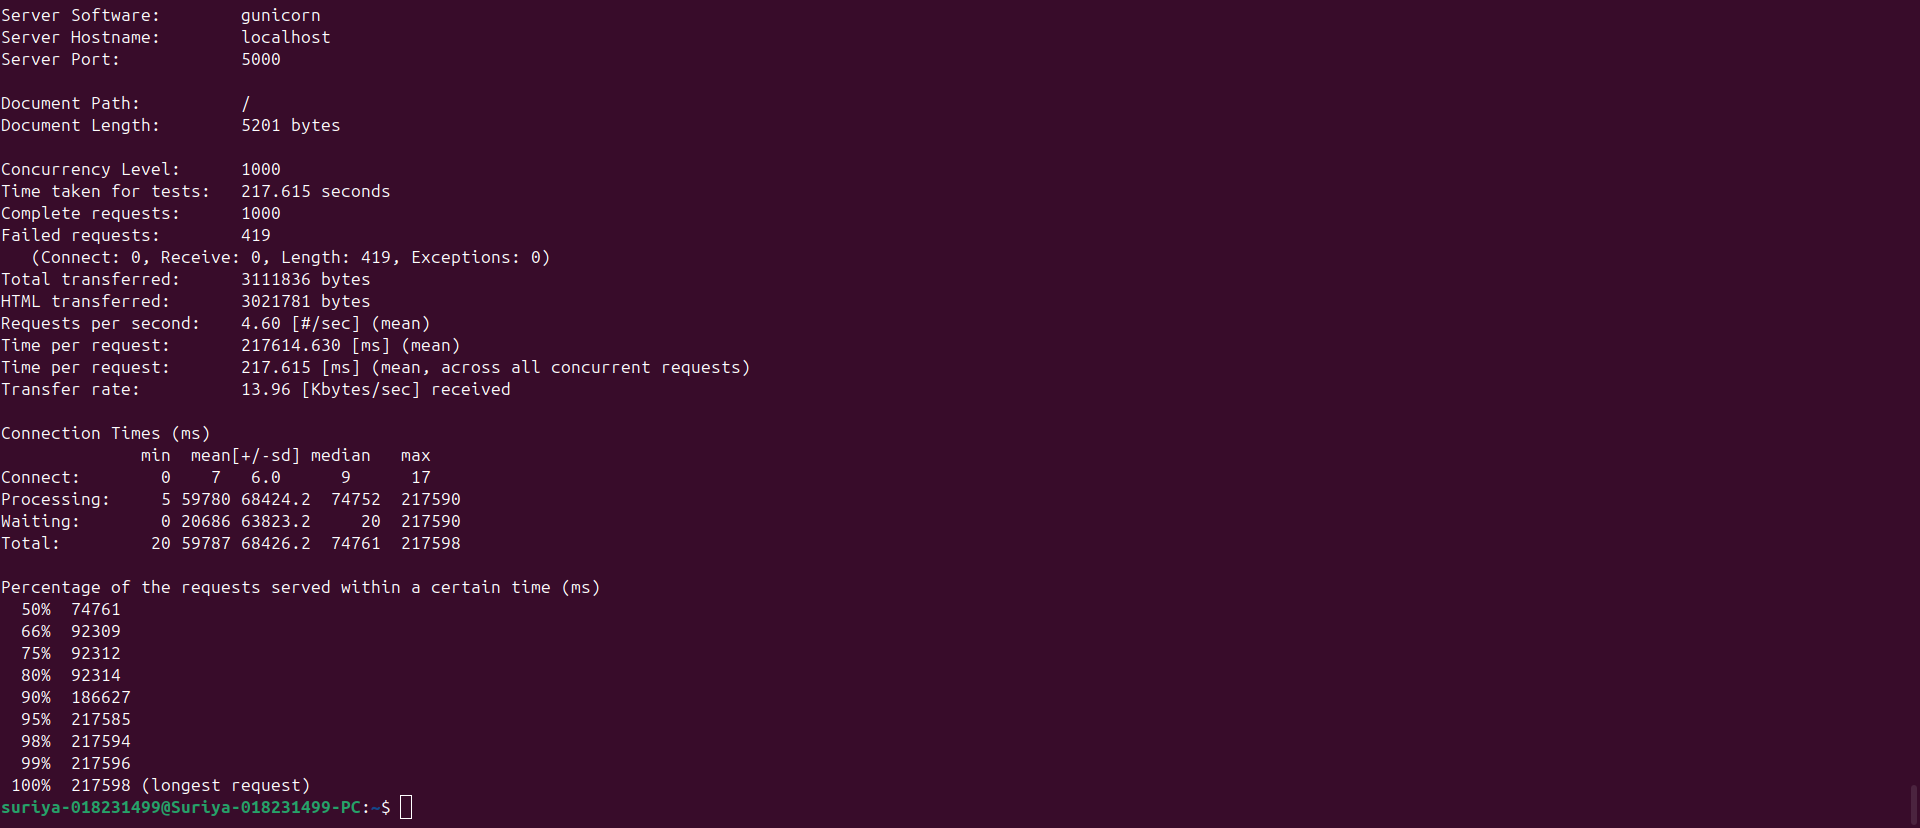 Server Software:        gunicorn
Server Hostname:        localhost
Server Port:            5000

Document Path:          /
Document Length:        5201 bytes

Concurrency Level:      1000
Time taken for tests:   217.615 seconds
Complete requests:      1000
Failed requests:        419
   (Connect: 0, Receive: 0, Length: 419, Exceptions: 0)
Total transferred:      3111836 bytes
HTML transferred:       3021781 bytes
Requests per second:    4.60 [#/sec] (mean)
Time per request:       217614.630 [ms] (mean)
Time per request:       217.615 [ms] (mean, across all concurrent requests)
Transfer rate:          13.96 [Kbytes/sec] received

Connection Times (ms)
              min  mean[+/-sd] median   max
Connect:        0    7   6.0      9      17
Processing:     5 59780 68424.2  74752  217590
Waiting:        0 20686 63823.2     20  217590
Total:         20 59787 68426.2  74761  217598

Percentage of the requests served within a certain time (ms)
  50%  74761
  66%  92309
  75%  92312
  80%  92314
  90%  186627
  95%  217585
  98%  217594
  99%  217596
 100%  217598 (longest request)
suriya-018231499@Suriya-018231499-PC:~$